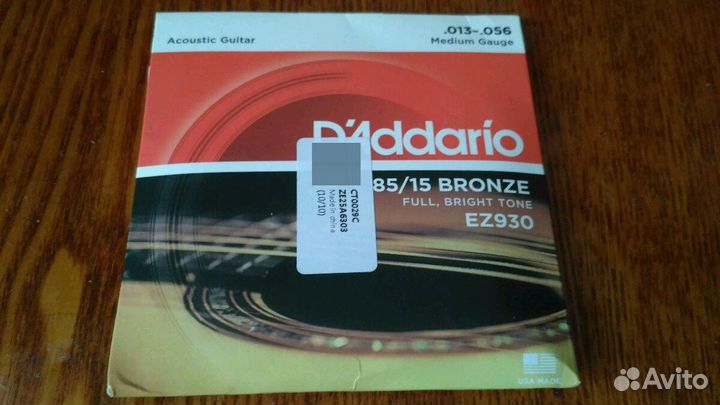 Acoustic Guitar
.013–.056
Medium Gauge
D'Addario
85/15 BRONZE
FULL, BRIGHT TONE
EZ930
CT0029C
ZE25A6303
Made in china
(10/10)
USA MADE
Avito